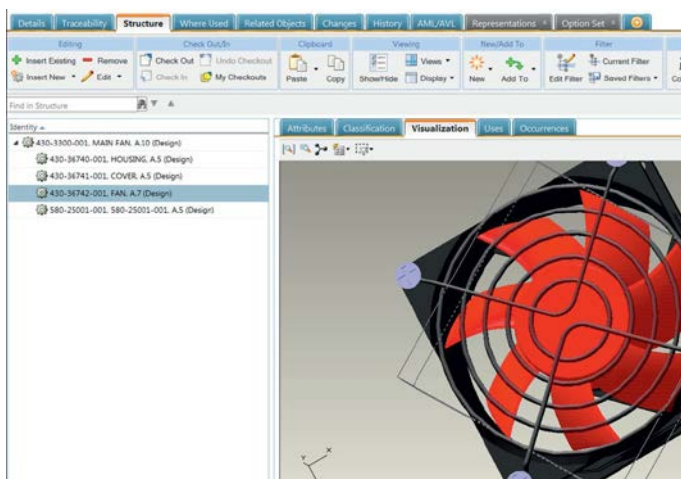 Details Traceability Structure Where Used Related Objects Changes History AML/AVL Representations Option Set
Editing Check Out/In Clipboard Viewing New/Add To Filter
Insert Existing Remove Check Out Undo Checkout Views Current Filter
Insert New Edit Check In My Checkouts Paste Copy Show/Hide Display New Add To Edit Filter Saved Filters
Find in Structure
Identity
Attributes Classification Visualization Uses Occurrences
430-3300-001, MAIN FAN, A.10 (Design)
430-36740-001, HOUSING, A.5 (Design)
430-36741-001, COVER, A.5 (Design)
430-36742-001, FAN, A.7 (Design)
580-25001-001, 580-25001-001, A.5 (Design)
Y X